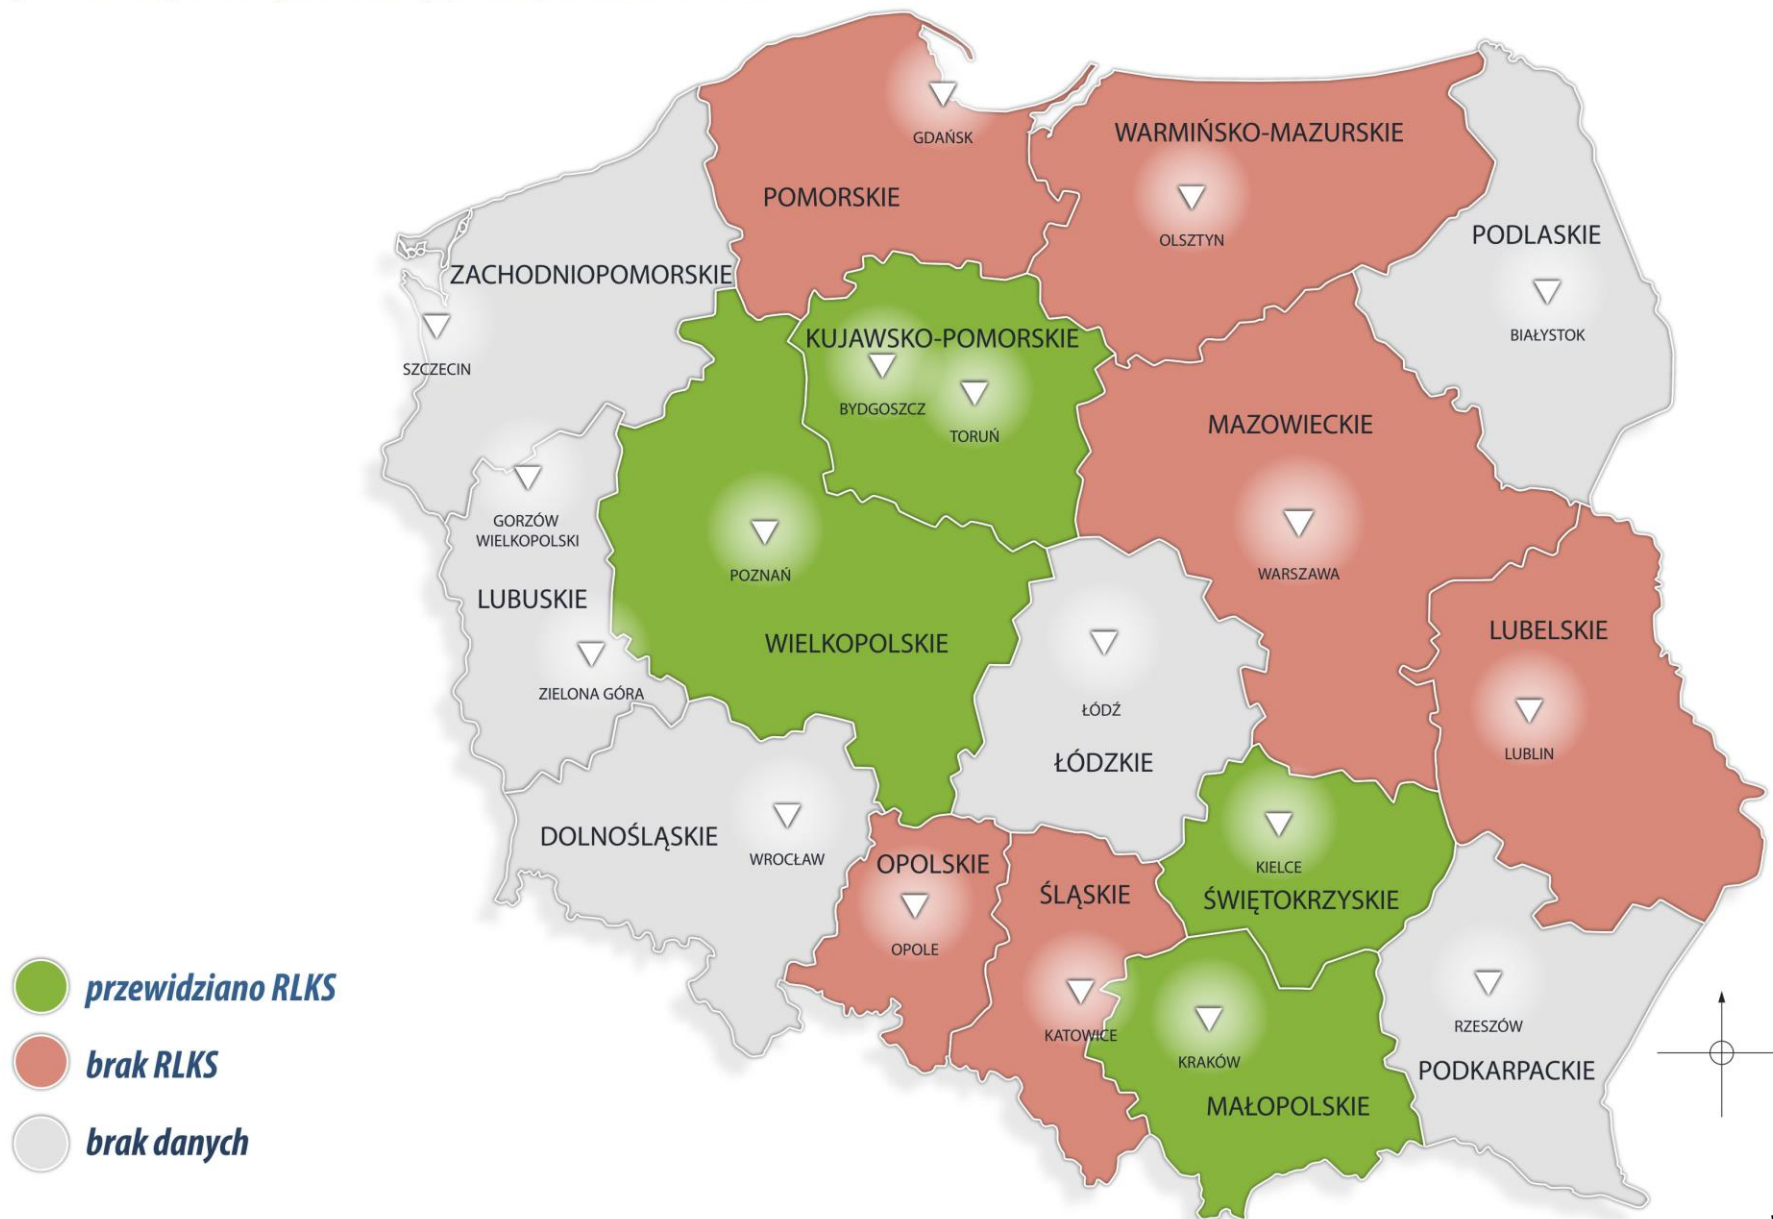 GDAŃSK
WARMIŃSKO-MAZURSKIE
POMORSKIE
OLSZTYN
PODLASKIE
ZACHODNIOPOMORSKIE
BIAŁYSTOK
KUJAWSKO-POMORSKIE
SZCZECIN
BYDGOSZCZ
TORUŃ
MAZOWIECKIE
GORZÓW
WIELKOPOLSKI
POZNAŃ
WARSZAWA
LUBUSKIE
WIELKOPOLSKIE
LUBELSKIE
ZIELONA GÓRA
ŁÓDŹ
ŁÓDZKIE
LUBLIN
DOLNOŚLĄSKIE
WROCŁAW
OPOLSKIE
KIELCE
ŚLĄSKIE
ŚWIĘTOKRZYSKIE
OPOLE
KATOWICE
KRAKÓW
RZESZÓW
PODKARPACKIE
MAŁOPOLSKIE
przewidziano RLKS
brak RLKS
brak danych